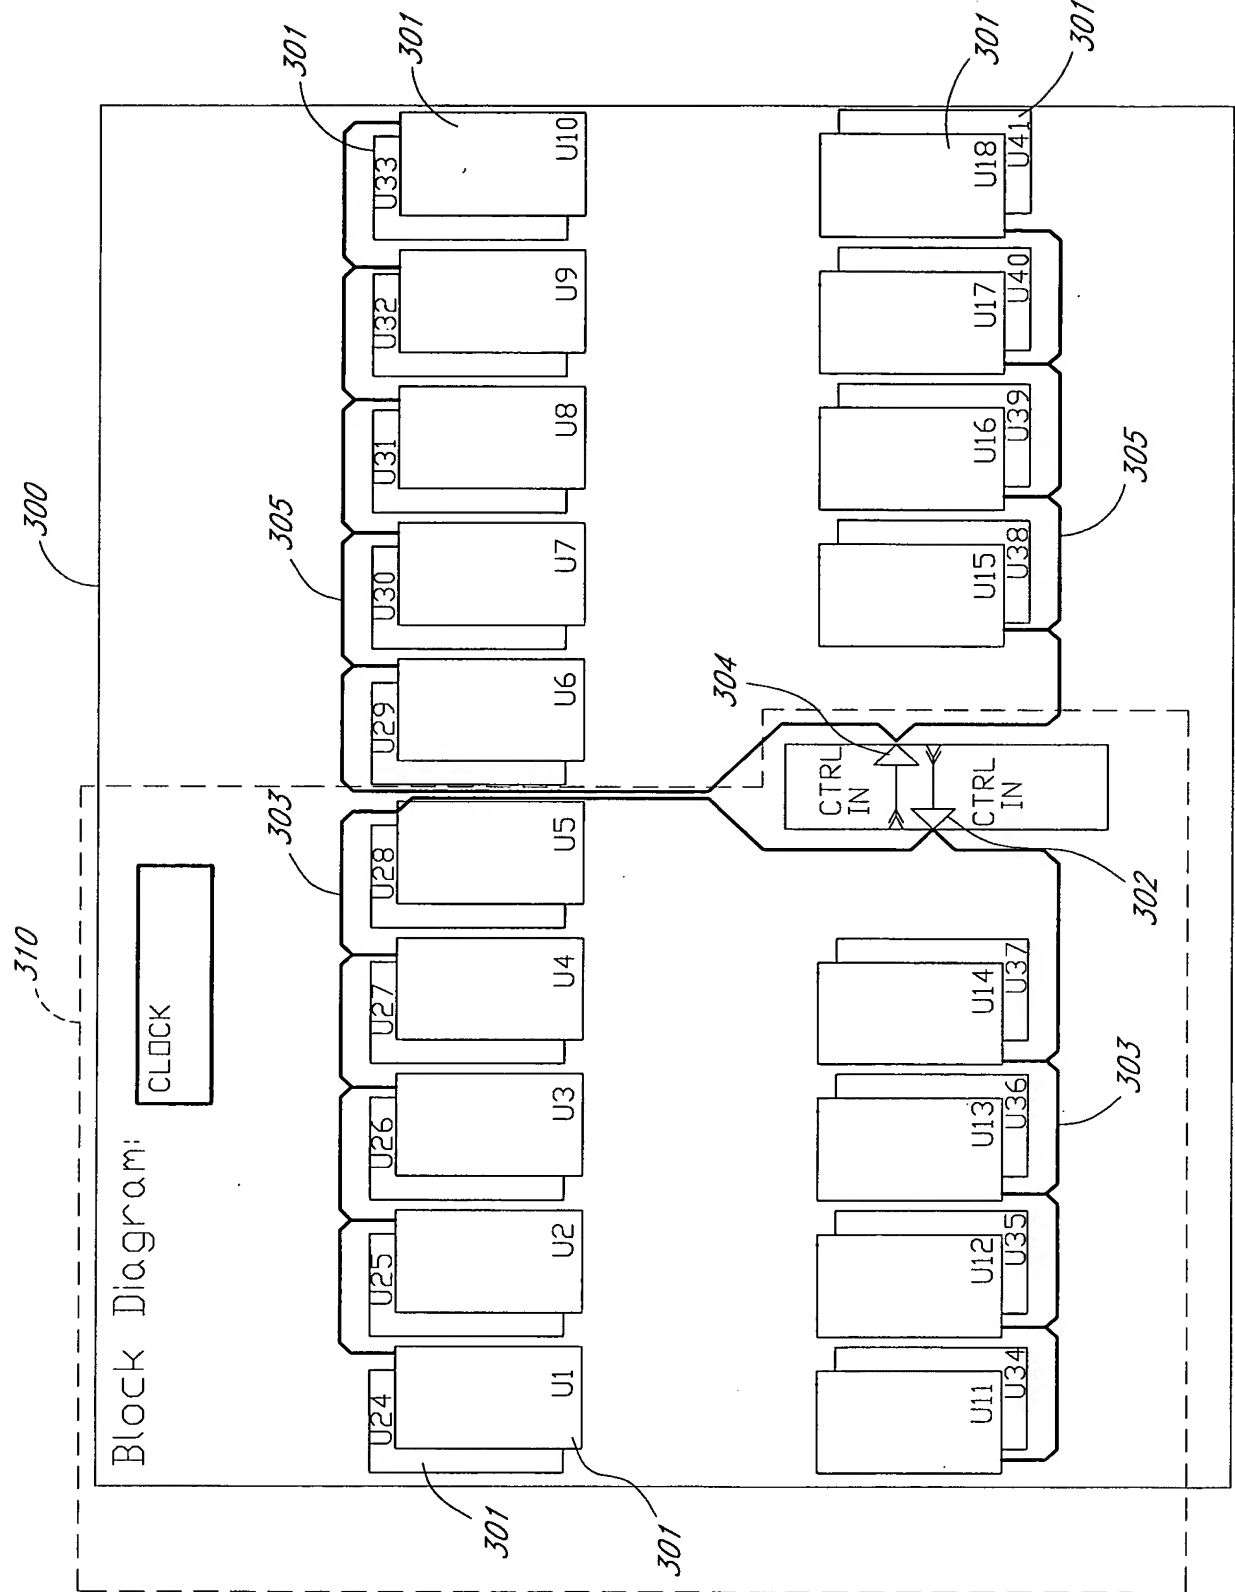 310
300
Block Diagram:
CLOCK
303
305
301
301
U24 U25 U26 U27 U28 U29 U30 U31 U32 U33
U1 U2 U3 U4 U5 U6 U7 U8 U9 U10
301
301
304
CTRL
IN
CTRL
IN
301
U11 U12 U13 U14 U15 U16 U17 U18
U34 U35 U36 U37 U38 U39 U40 U41
301
303
302
305